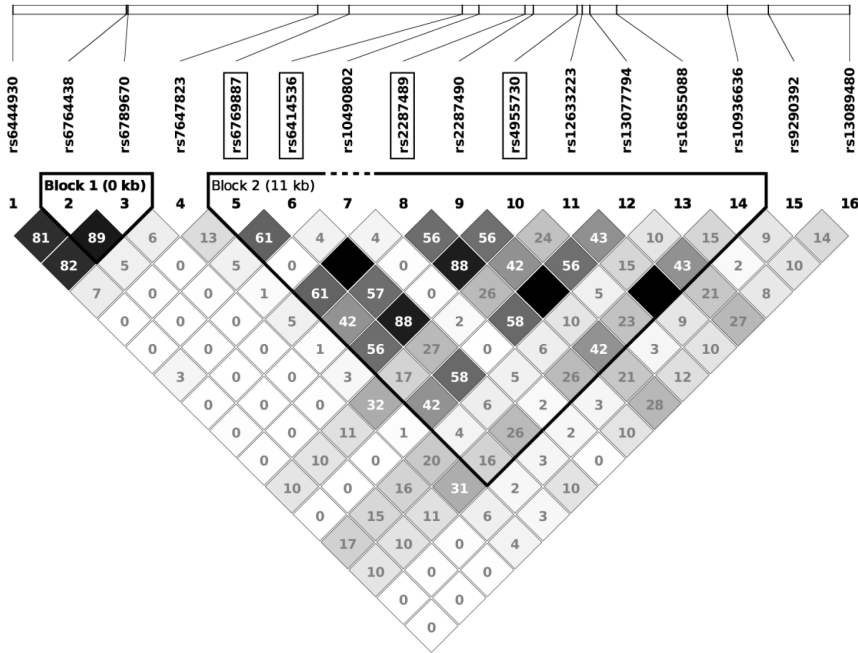 rs6444930
rs6764438
rs6789670
rs7647823
rs6769887
rs6414536
rs10490802
rs2287489
rs2287490
rs4955730
rs12633223
rs13077794
rs16855088
rs10936636
rs9290392
rs13089480
Block 1 (0 kb)
Block 2 (11 kb)
1 2 3 4 5 6 7 8 9 10 11 12 13 14 15 16
81 89 6 13 61 4 4 56 56 24 43 10 15 9 14
82 5 0 5 0 0 88 42 56 15 43 2 10
7 0 0 1 61 57 0 26 5 21 8
0 0 0 5 42 88 2 58 10 23 9 27
0 0 0 1 56 27 0 6 42 3 10
3 0 0 3 17 58 5 26 21 12
0 0 0 32 42 6 2 3 28
0 0 11 1 4 26 2 10
0 10 0 20 16 3 0
10 0 16 31 2 10
0 15 11 6 3
17 10 0 4
10 0 0
0 0
0